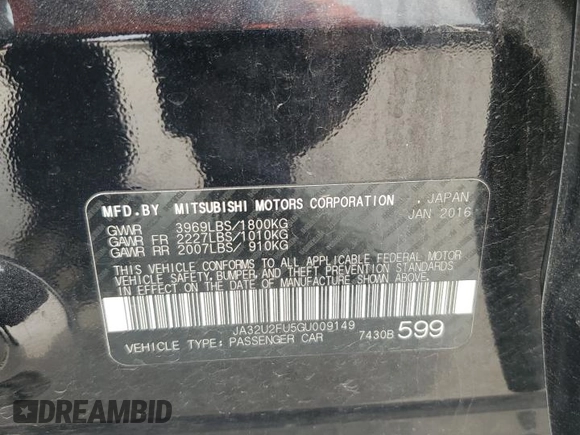 MFD.BY MITSUBISHI MOTORS CORPORATION , JAPAN
JAN 2016
GVWR 3969LBS/1800KG
GAWR FR 2227LBS/1010KG
GAWR RR 2007LBS/ 910KG
THIS VEHICLE CONFORMS TO ALL APPLICABLE FEDERAL MOTOR
VEHICLE SAFETY,BUMPER AND THEFT PREVENTION STANDARDS
IN EFFECT ON THE DATE OF MANUFACTURE SHOWN ABOVE.
JA32U2FU5GU009149
VEHICLE TYPE:PASSENGER CAR 7430B 599
DREAMBID